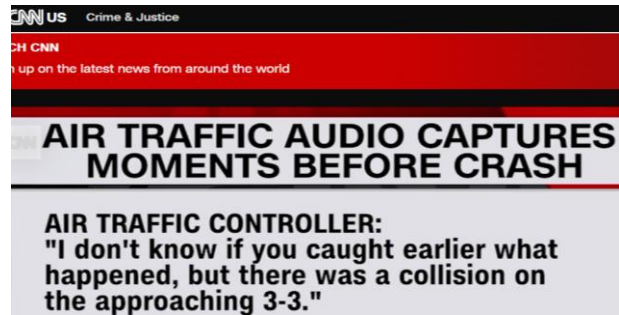 CNN US Crime & Justice
CH CNN
up on the latest news from around the world
AIR TRAFFIC AUDIO CAPTURES
MOMENTS BEFORE CRASH
AIR TRAFFIC CONTROLLER:
"I don't know if you caught earlier what
happened, but there was a collision on
the approaching 3-3."